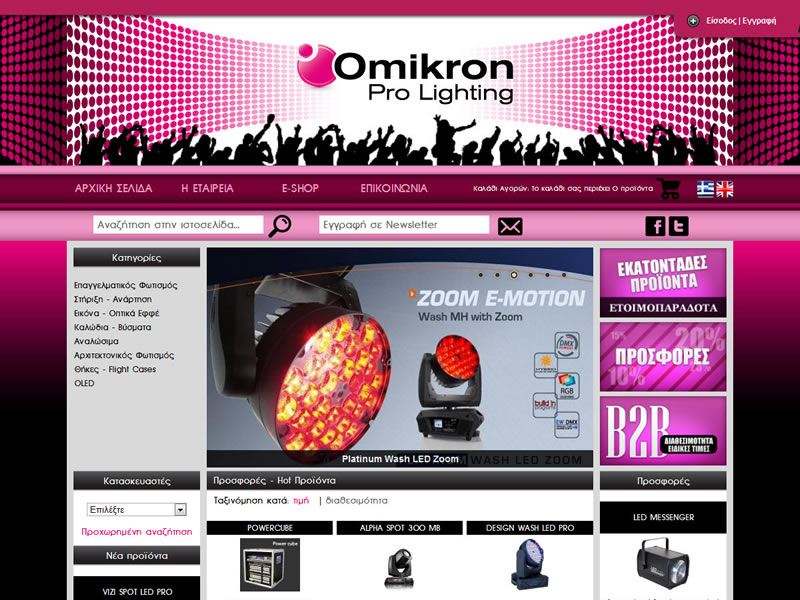 Είσοδος | Εγγραφή
Omikron
Pro Lighting
ΑΡΧΙΚΗ ΣΕΛΙΔΑ
Η ΕΤΑΙΡΕΙΑ
E-SHOP
ΕΠΙΚΟΙΝΩΝΙΑ
Καλάθι Αγορών: Το καλάθι σας περιέχει 0 προϊόντα
Αναζήτηση στην ιστοσελίδα...
Εγγραφή σε Newsletter
Κατηγορίες
Επαγγελματικός Φωτισμός
Στήριξη - Ανάρτηση
Εικόνα - Οπτικά Εφφέ
Καλώδια - Βύσματα
Αναλώσιμα
Αρχιτεκτονικός Φωτισμός
Θήκες - Flight Cases
OLED
ZOOM E-MOTION
Wash MH with Zoom
DMX
RGB
build in
EW DMX
Platinum Wash LED Zoom
WASH LED ZOOM
ΕΚΑΤΟΝΤΑΔΕΣ
ΠΡΟΪΟΝΤΑ
ΕΤΟΙΜΟΠΑΡΑΔΟΤΑ
15%
20%
ΠΡΟΣΦΟΡΕΣ
10%
B2B
ΔΙΑΘΕΣΙΜΟΤΗΤΑ
ΕΙΔΙΚΕΣ ΤΙΜΕΣ
Κατασκευαστές
Επιλέξτε
Προχωρημένη αναζήτηση
Νέα προϊόντα
VIZI SPOT LED PRO
Προσφορές - Hot Προϊόντα
Ταξινόμηση κατά: τιμή | διαθεσιμότητα
POWERCUBE
Power cube
ALPHA SPOT 300 MB
DESIGN WASH LED PRO
Προσφορές
LED MESSENGER